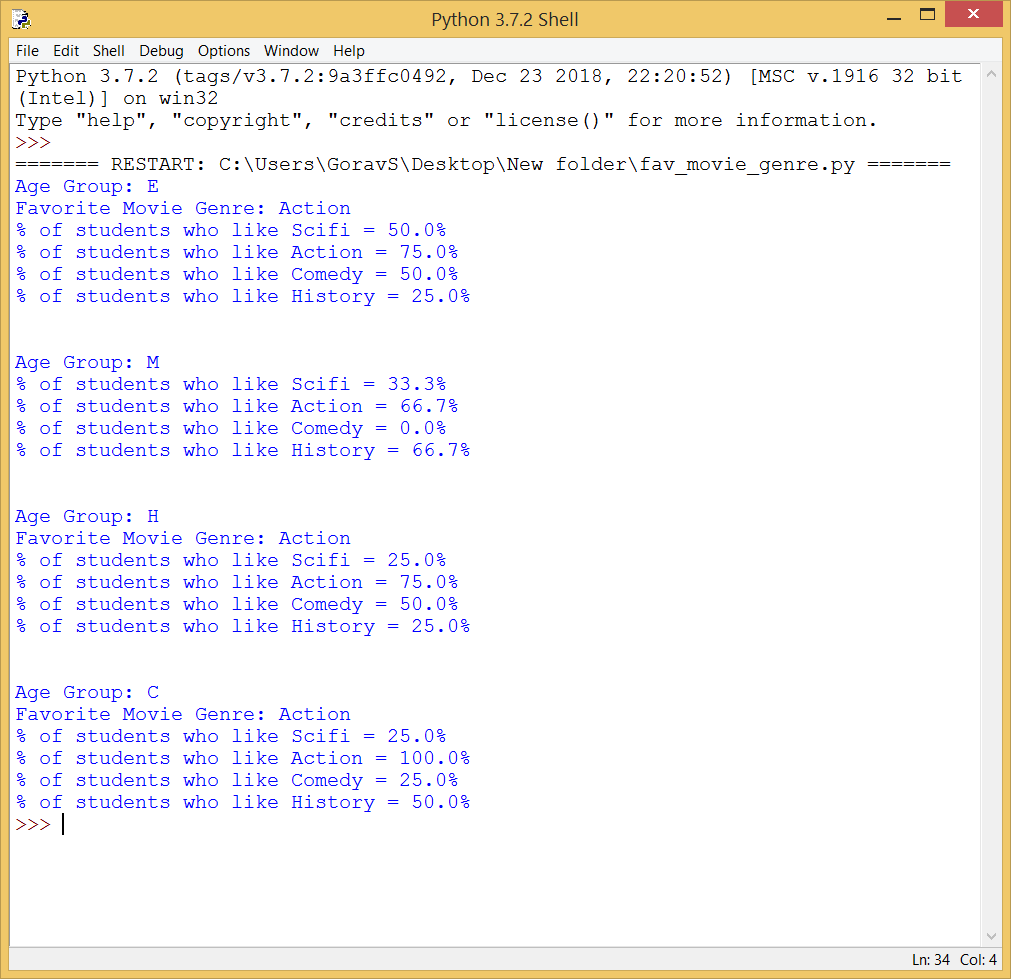 Python 3.7.2 Shell
File Edit Shell Debug Options Window Help
Python 3.7.2 (tags/v3.7.2:9a3ffc0492, Dec 23 2018, 22:20:52) [MSC v.1916 32 bit
(Intel)] on win32
Type "help", "copyright", "credits" or "license()" for more information.
>>>
======= RESTART: C:\Users\GoravS\Desktop\New folder\fav_movie_genre.py =======
Age Group: E
Favorite Movie Genre: Action
% of students who like Scifi = 50.0%
% of students who like Action = 75.0%
% of students who like Comedy = 50.0%
% of students who like History = 25.0%
Age Group: M
% of students who like Scifi = 33.3%
% of students who like Action = 66.7%
% of students who like Comedy = 0.0%
% of students who like History = 66.7%
Age Group: H
Favorite Movie Genre: Action
% of students who like Scifi = 25.0%
% of students who like Action = 75.0%
% of students who like Comedy = 50.0%
% of students who like History = 25.0%
Age Group: C
Favorite Movie Genre: Action
% of students who like Scifi = 25.0%
% of students who like Action = 100.0%
% of students who like Comedy = 25.0%
% of students who like History = 50.0%
>>>
Ln: 34 Col: 4